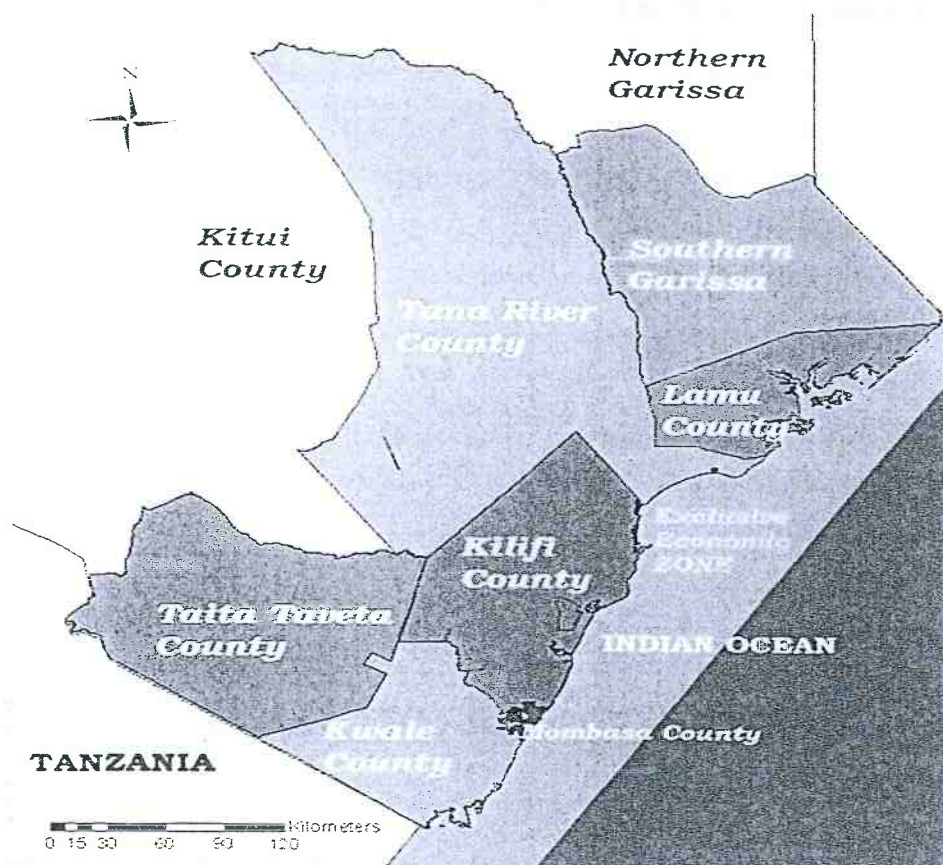 N
Northern
Garissa
Kitui
County
Southern
Garissa
Tana River
County
Lamu
County
Exclusive
Economic
ZONE
Kilifi
County
Taita Taveta
County
INDIAN OCEAN
Kwale
County
Mombasa County
TANZANIA
Kilometers
0 15 30 60 90 120